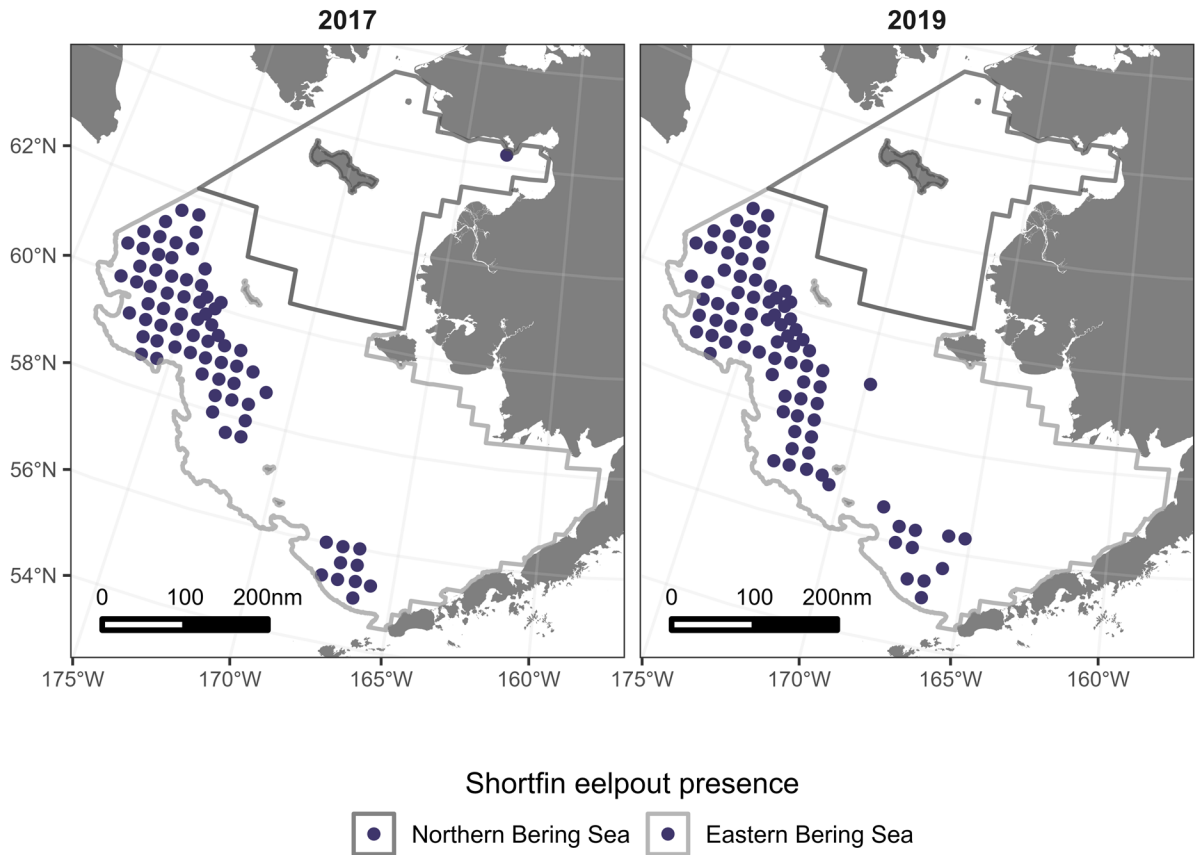 2017 2019
62°N
60°N
58°N
56°N
54°N
0 100 200nm 0 100 200nm
175°W 170°W 165°W 160°W 175°W 170°W 165°W 160°W
Shortfin eelpout presence
Northern Bering Sea Eastern Bering Sea